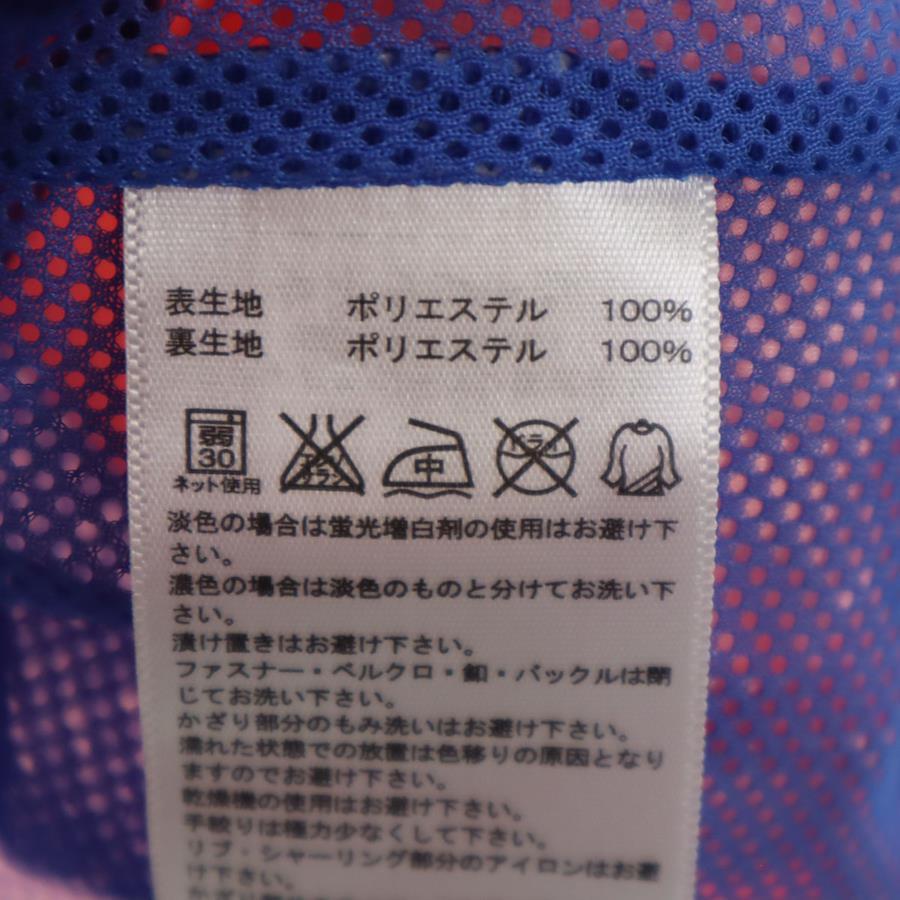 表生地 ポリエステル 100%
裏生地 ポリエステル 100%
弱
30
ネット使用
エンソサラシ
中
ドライ
淡色の場合は蛍光増白剤の使用はお避け下
さい。
濃色の場合は淡色のものと分けてお洗い下
さい。
漬け置きはお避け下さい。
ファスナー・ベルクロ・釦・バックルは閉
じてお洗い下さい。
かざり部分のもみ洗いはお避け下さい。
濡れた状態での放置は色移りの原因となり
ますのでお避け下さい。
乾燥機の使用はお避け下さい。
手絞りは極力少なくして下さい。
リブ・シャーリング部分のアイロンはお避
け下さい。